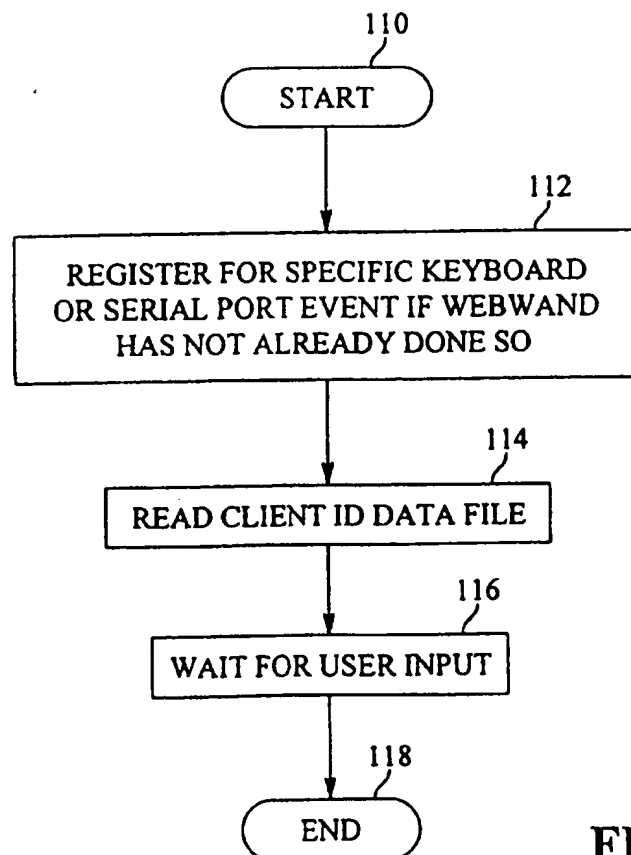 110
START
112
REGISTER FOR SPECIFIC KEYBOARD
OR SERIAL PORT EVENT IF WEBWAND
HAS NOT ALREADY DONE SO
114
READ CLIENT ID DATA FILE
116
WAIT FOR USER INPUT
118
END